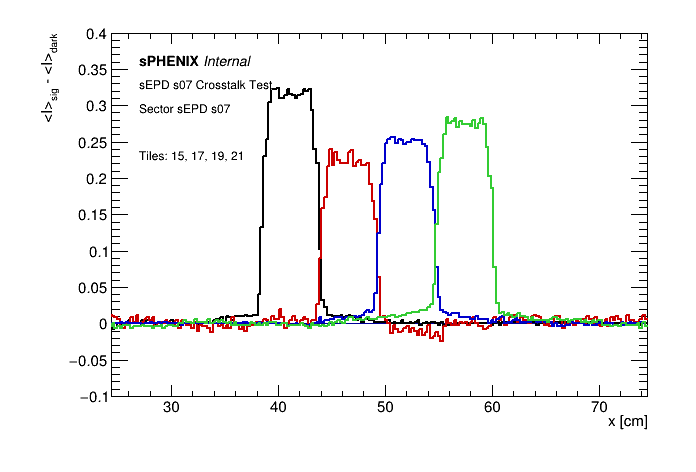 0.4
0.35
0.3
0.25
0.2
0.15
0.1
0.05
0
−0.05
−0.1
<I>sig - <I>dark
sPHENIX Internal
sEPD s07 Crosstalk Test
Sector sEPD s07
Tiles: 15, 17, 19, 21
30 40 50 60 70
x [cm]